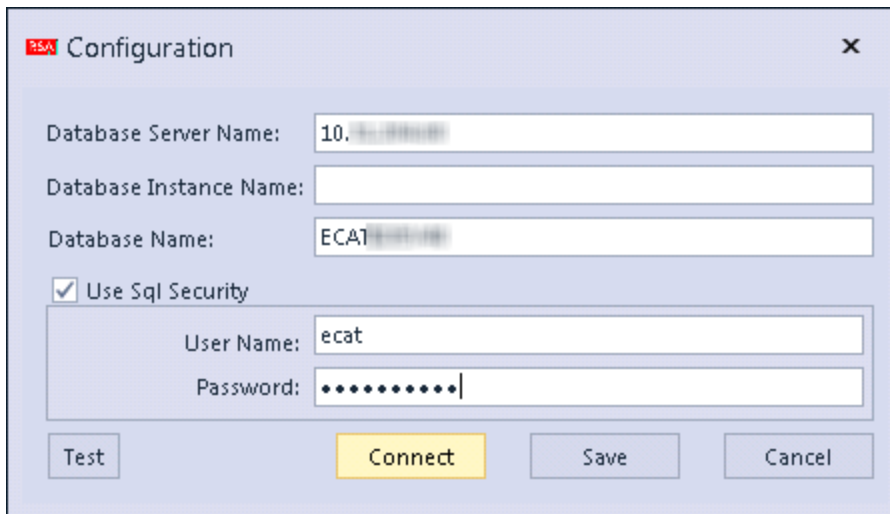 RSA Configuration
Database Server Name: 10.
Database Instance Name:
Database Name: ECAT
Use Sql Security
User Name: ecat
Password: ••••••••••
Test Connect Save Cancel